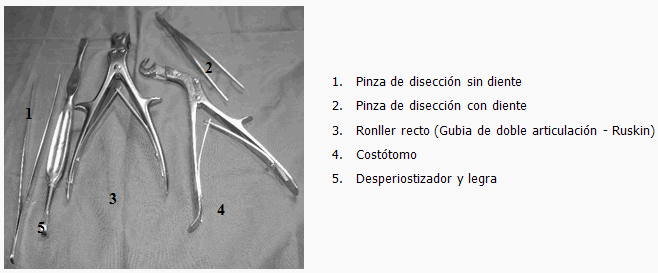 1
2
3
4
5
1. Pinza de disección sin diente
2. Pinza de disección con diente
3. Ronller recto (Gubia de doble articulación - Ruskin)
4. Costótomo
5. Desperiostizador y legra